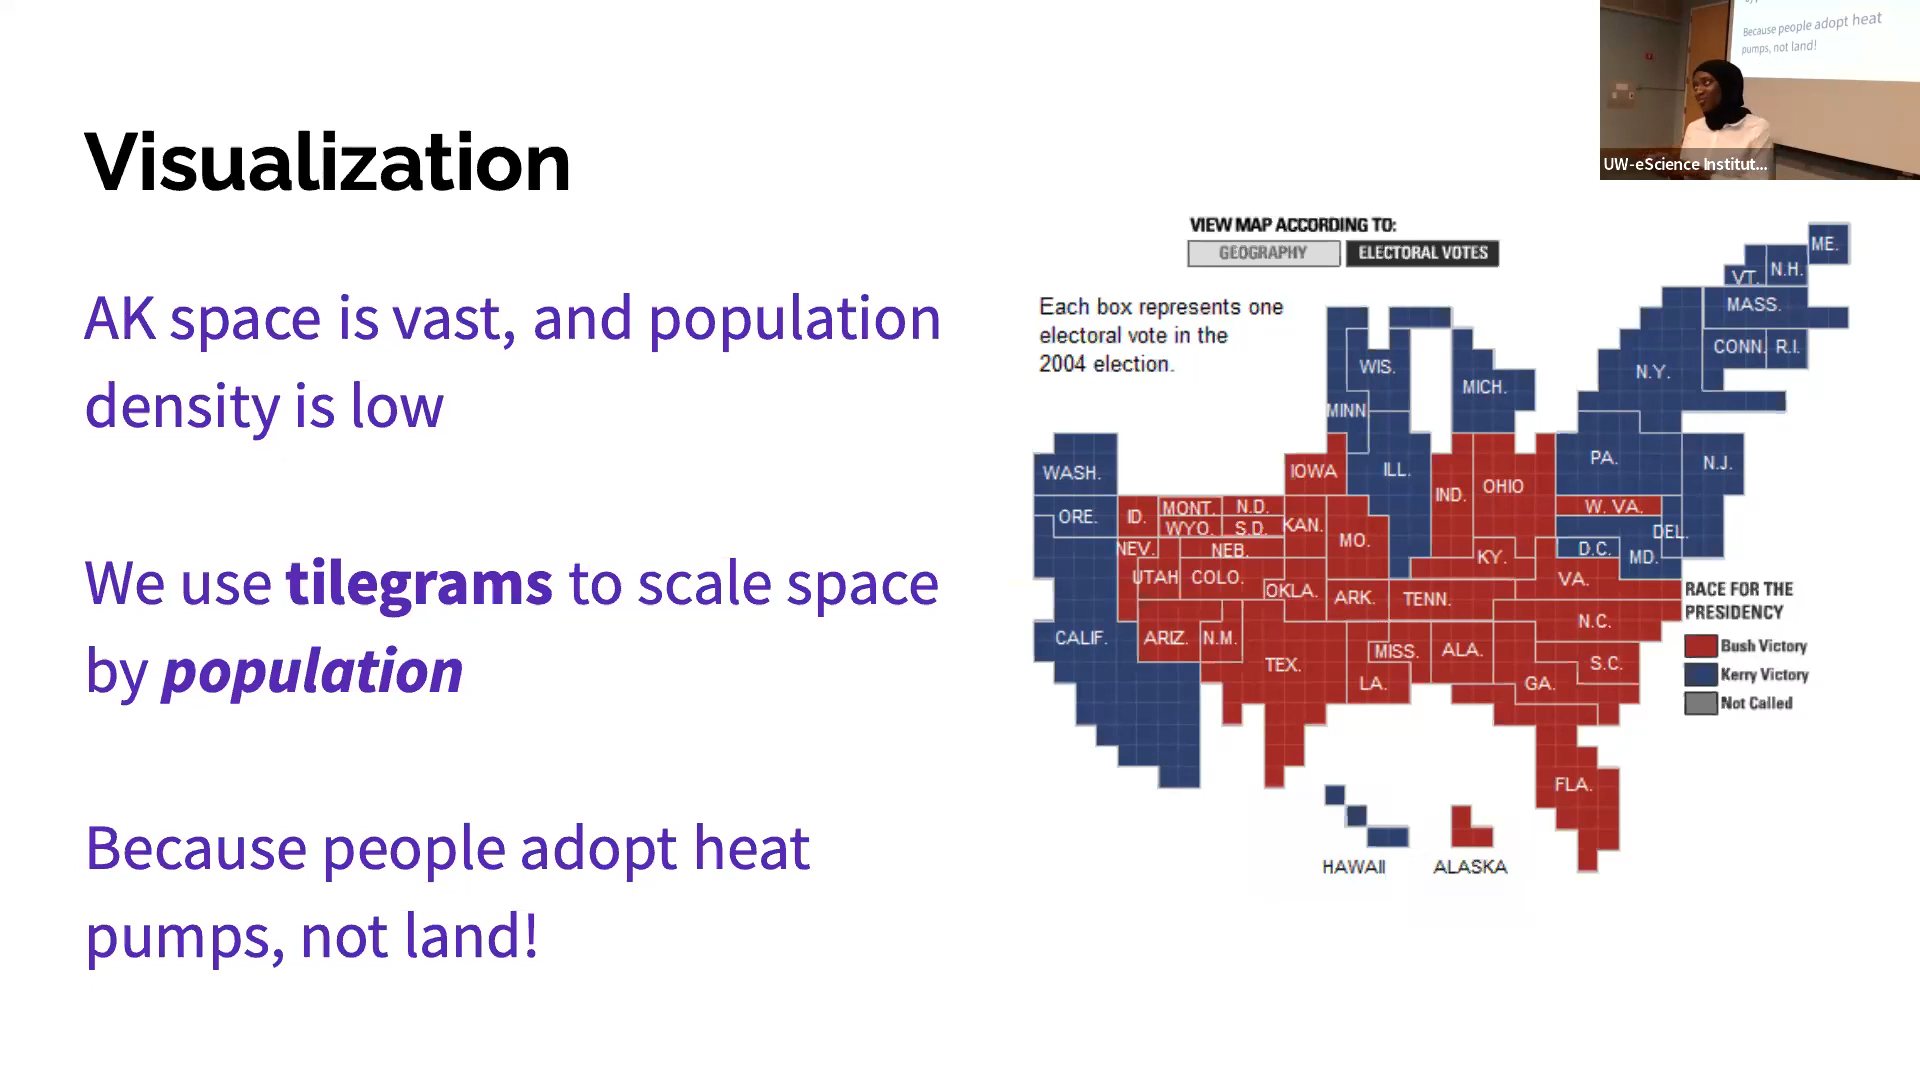 Visualization
AK space is vast, and population
density is low
We use tilegrams to scale space
by population
Because people adopt heat
pumps, not land!
Because people adopt heat
pumps, not land!
UW-eScience Institut...
VIEW MAP ACCORDING TO:
GEOGRAPHY
ELECTORAL VOTES
Each box represents one
electoral vote in the
2004 election.
ME.
VT.
N.H.
MASS.
CONN.
R.I.
N.Y.
WIS.
MICH.
MINN
WASH.
IOWA
ILL.
IND.
OHIO
PA.
N.J.
ORE.
ID.
MONT.
N.D.
WYO.
S.D.
KAN.
MO.
W. VA.
DEL.
NEV.
NEB.
KY.
D.C.
MD.
UTAH
COLO.
OKLA.
ARK.
TENN.
VA.
N.C.
CALIF.
ARIZ.
N.M.
TEX.
MISS.
ALA.
LA.
GA.
S.C.
FLA.
HAWAII
ALASKA
RACE FOR THE
PRESIDENCY
Bush Victory
Kerry Victory
Not Called